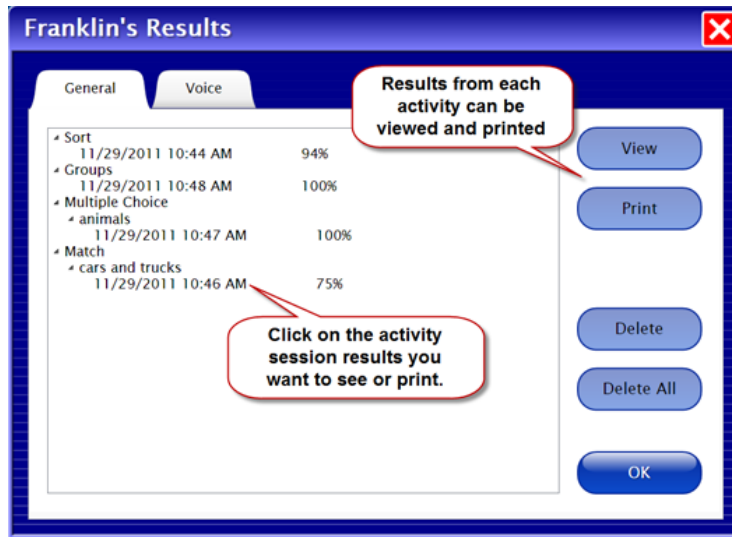 Franklin's Results
General Voice
Results from each
activity can be
viewed and printed
Sort
11/29/2011 10:44 AM 94%
Groups
11/29/2011 10:48 AM 100%
Multiple Choice
animals
11/29/2011 10:47 AM 100%
Match
cars and trucks
11/29/2011 10:46 AM 75%
Click on the activity
session results you
want to see or print.
View
Print
Delete
Delete All
OK